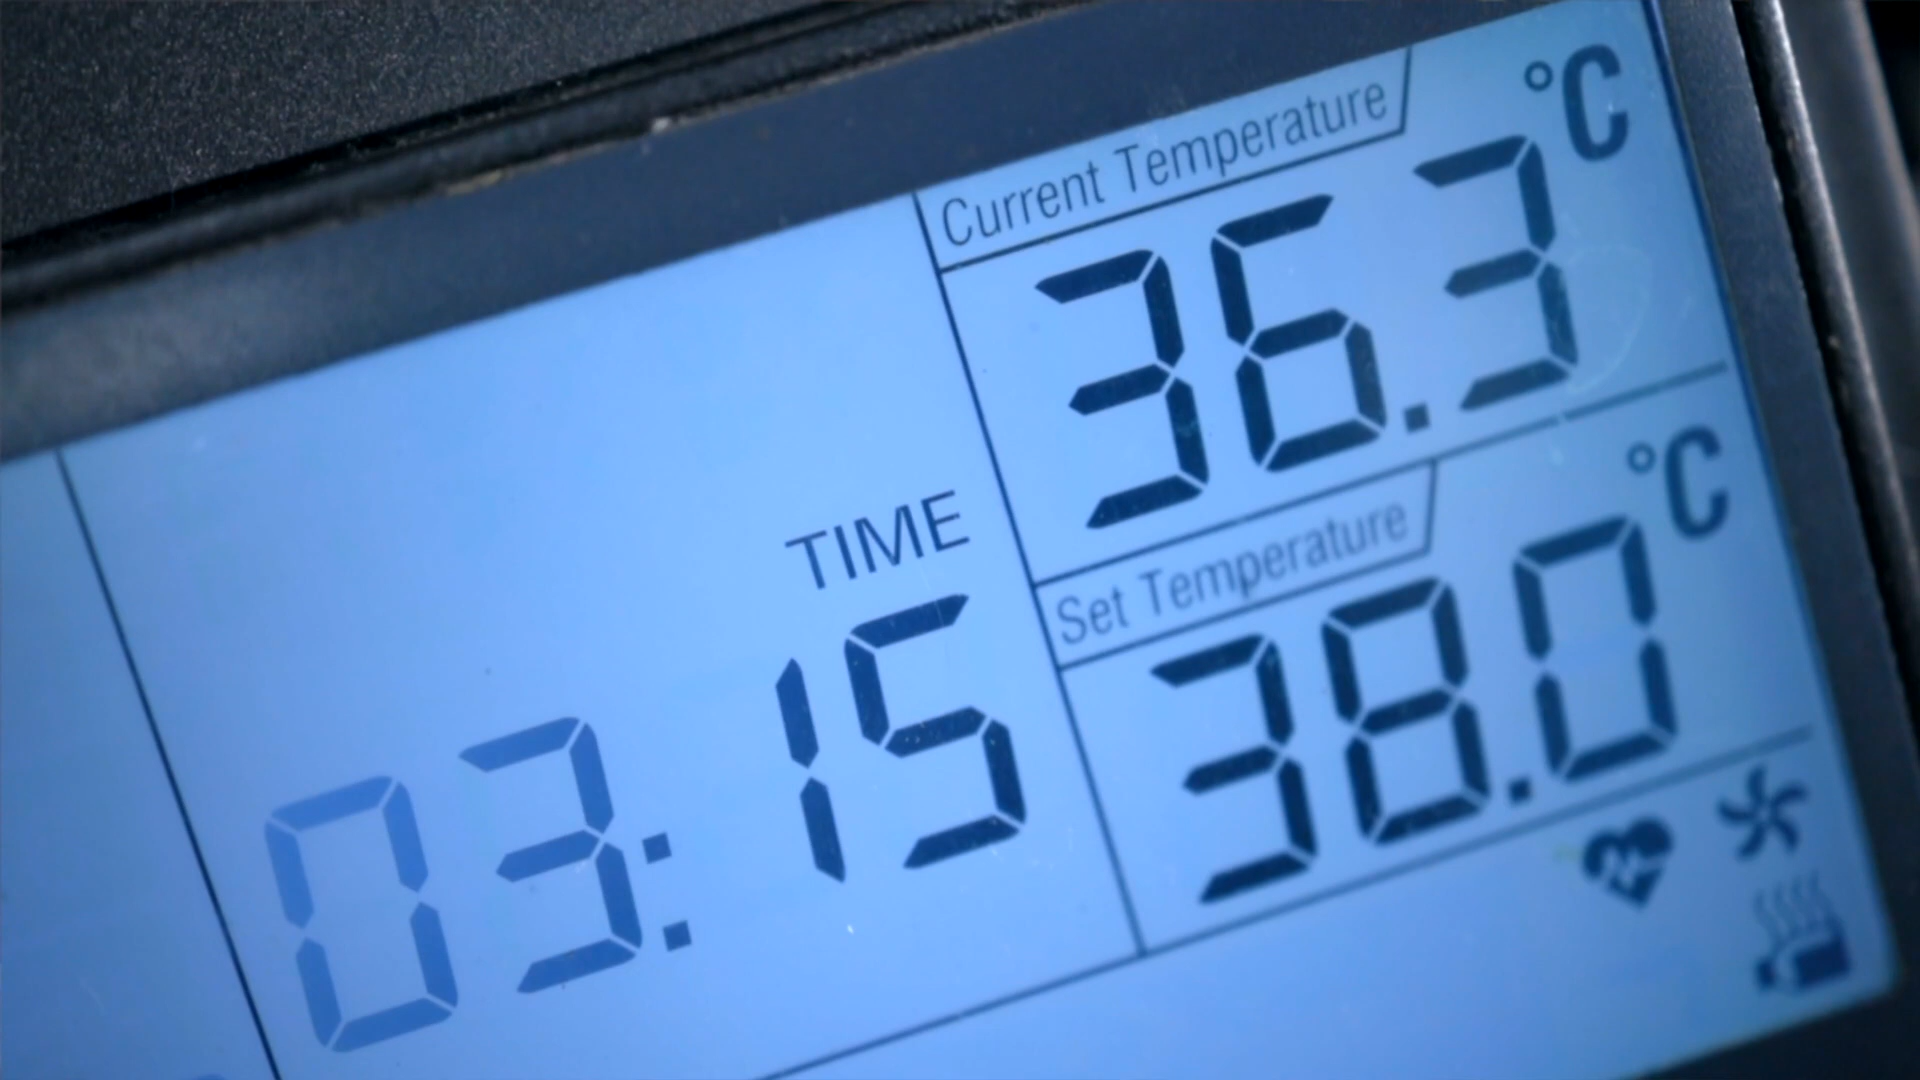 Current Temperature
36.3 °C
TIME
03:15
Set Temperature
38.0 °C